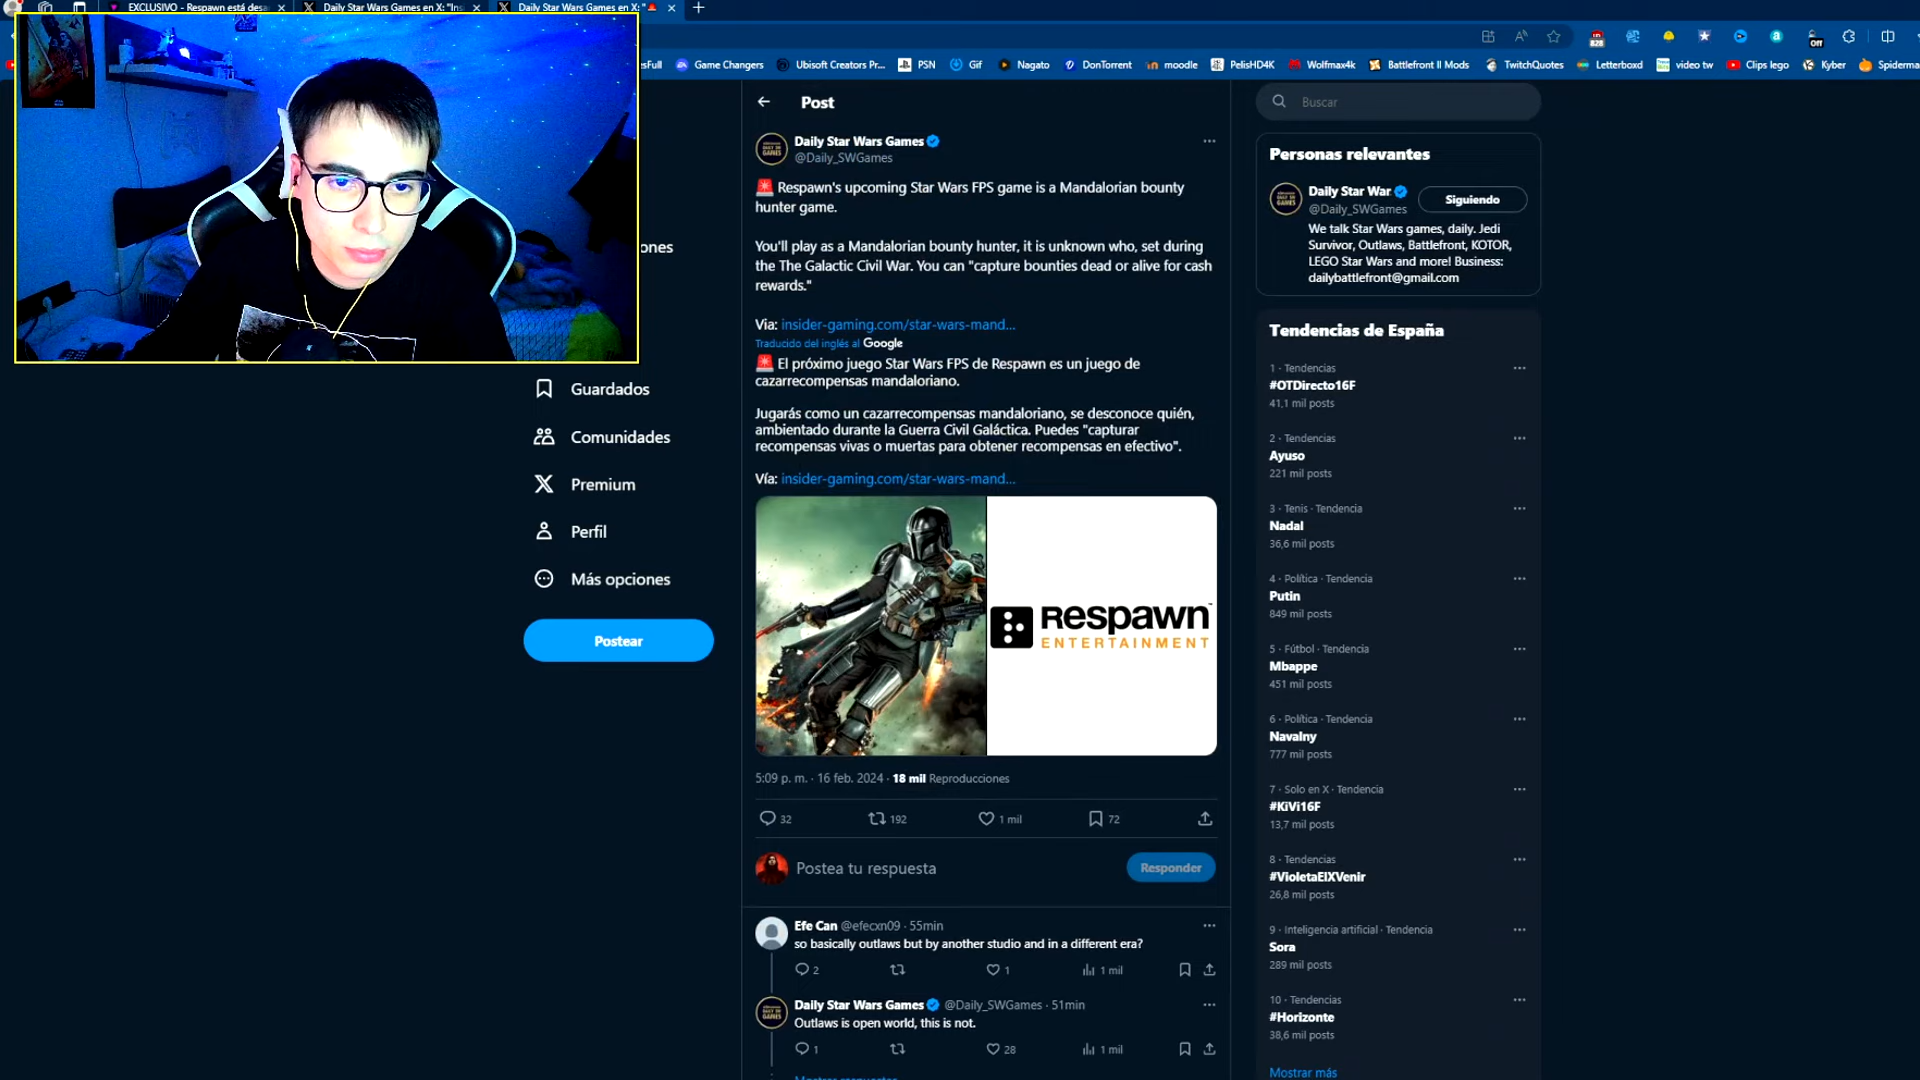 EXCLUSIVO - Respawn está desa
Daily Star Wars Games en X: "Ins
Daily Star Wars Games en X: "🚨
Game Changers
Ubisoft Creators Pr...
PSN
Gif
Nagato
DonTorrent
moodle
PelisHD4K
Wolfmax4k
Battlefront II Mods
TwitchQuotes
Letterboxd
video tw
Clips lego
Kyber
Spiderma
Guardados
Comunidades
Premium
Perfil
Más opciones
Postear
Post
Daily Star Wars Games
@Daily_SWGames
🚨 Respawn's upcoming Star Wars FPS game is a Mandalorian bounty
hunter game.
You'll play as a Mandalorian bounty hunter, it is unknown who, set during
the The Galactic Civil War. You can "capture bounties dead or alive for cash
rewards."
Via: insider-gaming.com/star-wars-mand...
Traducido del inglés al Google
🚨 El próximo juego Star Wars FPS de Respawn es un juego de
cazarrecompensas mandaloriano.
Jugarás como un cazarrecompensas mandaloriano, se desconoce quién,
ambientado durante la Guerra Civil Galáctica. Puedes "capturar
recompensas vivas o muertas para obtener recompensas en efectivo".
Vía: insider-gaming.com/star-wars-mand...
Respawn
ENTERTAINMENT
5:09 p. m. · 16 feb. 2024 · 18 mil Reproducciones
32
192
1 mil
72
Postea tu respuesta
Responder
Efe Can @efecxn09 · 55min
so basically outlaws but by another studio and in a different era?
2
1
1 mil
Daily Star Wars Games @Daily_SWGames · 51min
Outlaws is open world, this is not.
1
28
1 mil
Buscar
Personas relevantes
Daily Star War
@Daily_SWGames
Siguiendo
We talk Star Wars games, daily. Jedi
Survivor, Outlaws, Battlefront, KOTOR,
LEGO Star Wars and more! Business:
dailybattlefront@gmail.com
Tendencias de España
1 · Tendencias
#OTDirecto16F
41,1 mil posts
2 · Tendencias
Ayuso
221 mil posts
3 · Tenis · Tendencia
Nadal
36,6 mil posts
4 · Política · Tendencia
Putin
849 mil posts
5 · Fútbol · Tendencia
Mbappe
451 mil posts
6 · Política · Tendencia
Navalny
777 mil posts
7 · Solo en X · Tendencia
#KiVi16F
13,7 mil posts
8 · Tendencias
#VioletaElXVenir
26,8 mil posts
9 · Inteligencia artificial · Tendencia
Sora
289 mil posts
10 · Tendencias
#Horizonte
38,6 mil posts
Mostrar más